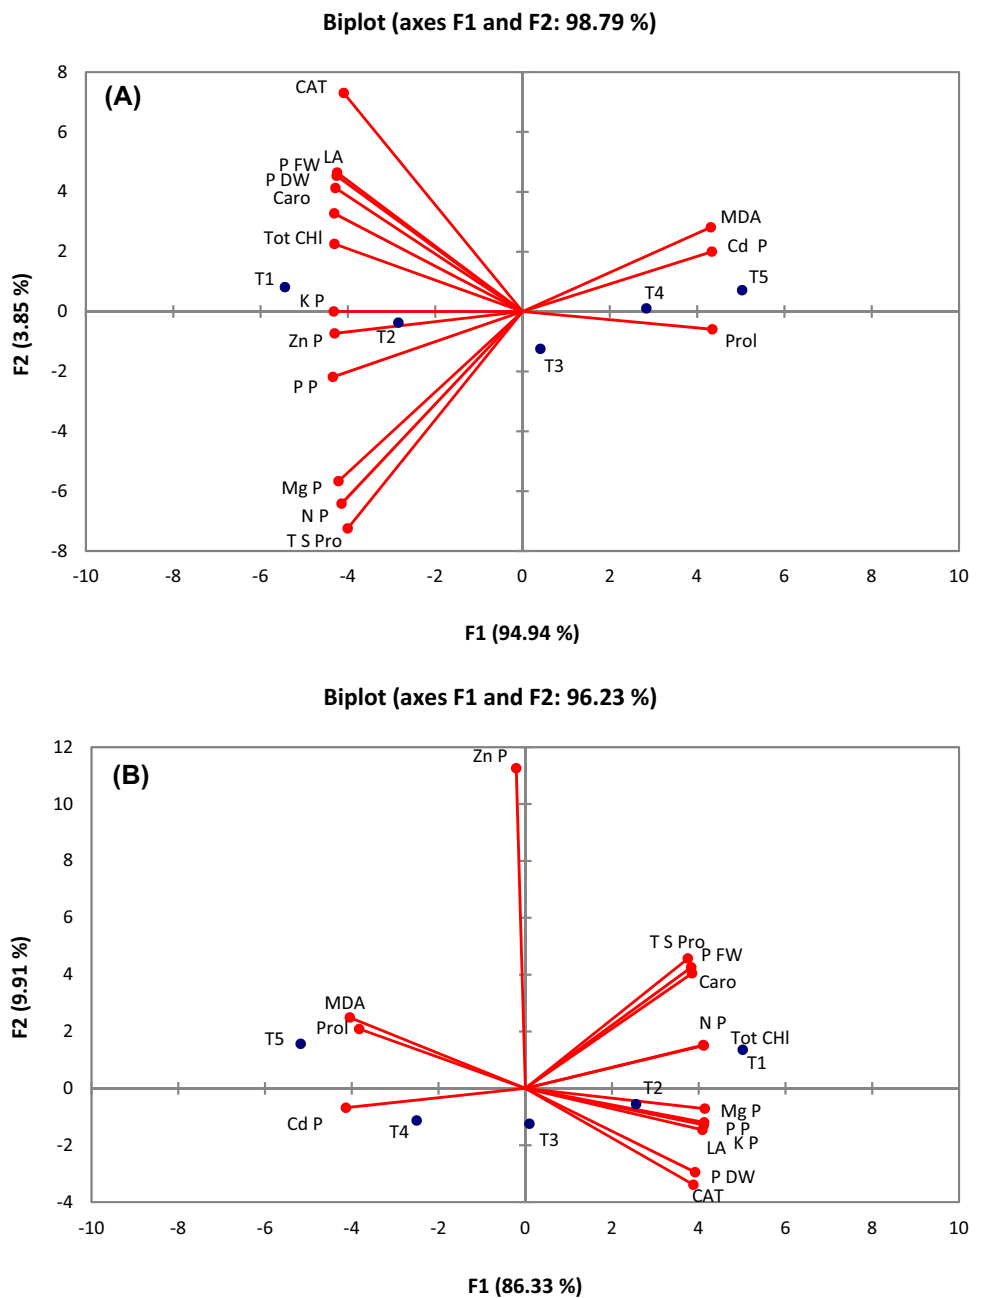 Biplot (axes F1 and F2: 98.79 %)
(A)
8
6
4
2
0
-2
-4
-6
-8
CAT
LA
P FW
P DW
Caro
Tot CHl
T1
K P
Zn P
T2
P P
Mg P
N P
T S Pro
MDA
Cd P
T5
T4
Prol
T3
-10 -8 -6 -4 -2 0 2 4 6 8 10
F2 (3.85 %)
F1 (94.94 %)
Biplot (axes F1 and F2: 96.23 %)
(B)
12
10
8
6
4
2
0
-2
-4
Zn P
T S Pro
P FW
Caro
MDA
Prol
T5
N P
Tot CHl
T1
T2
Cd P
T4
T3
Mg P
P P
K P
LA
P DW
CAT
-10 -8 -6 -4 -2 0 2 4 6 8 10
F2 (9.91 %)
F1 (86.33 %)